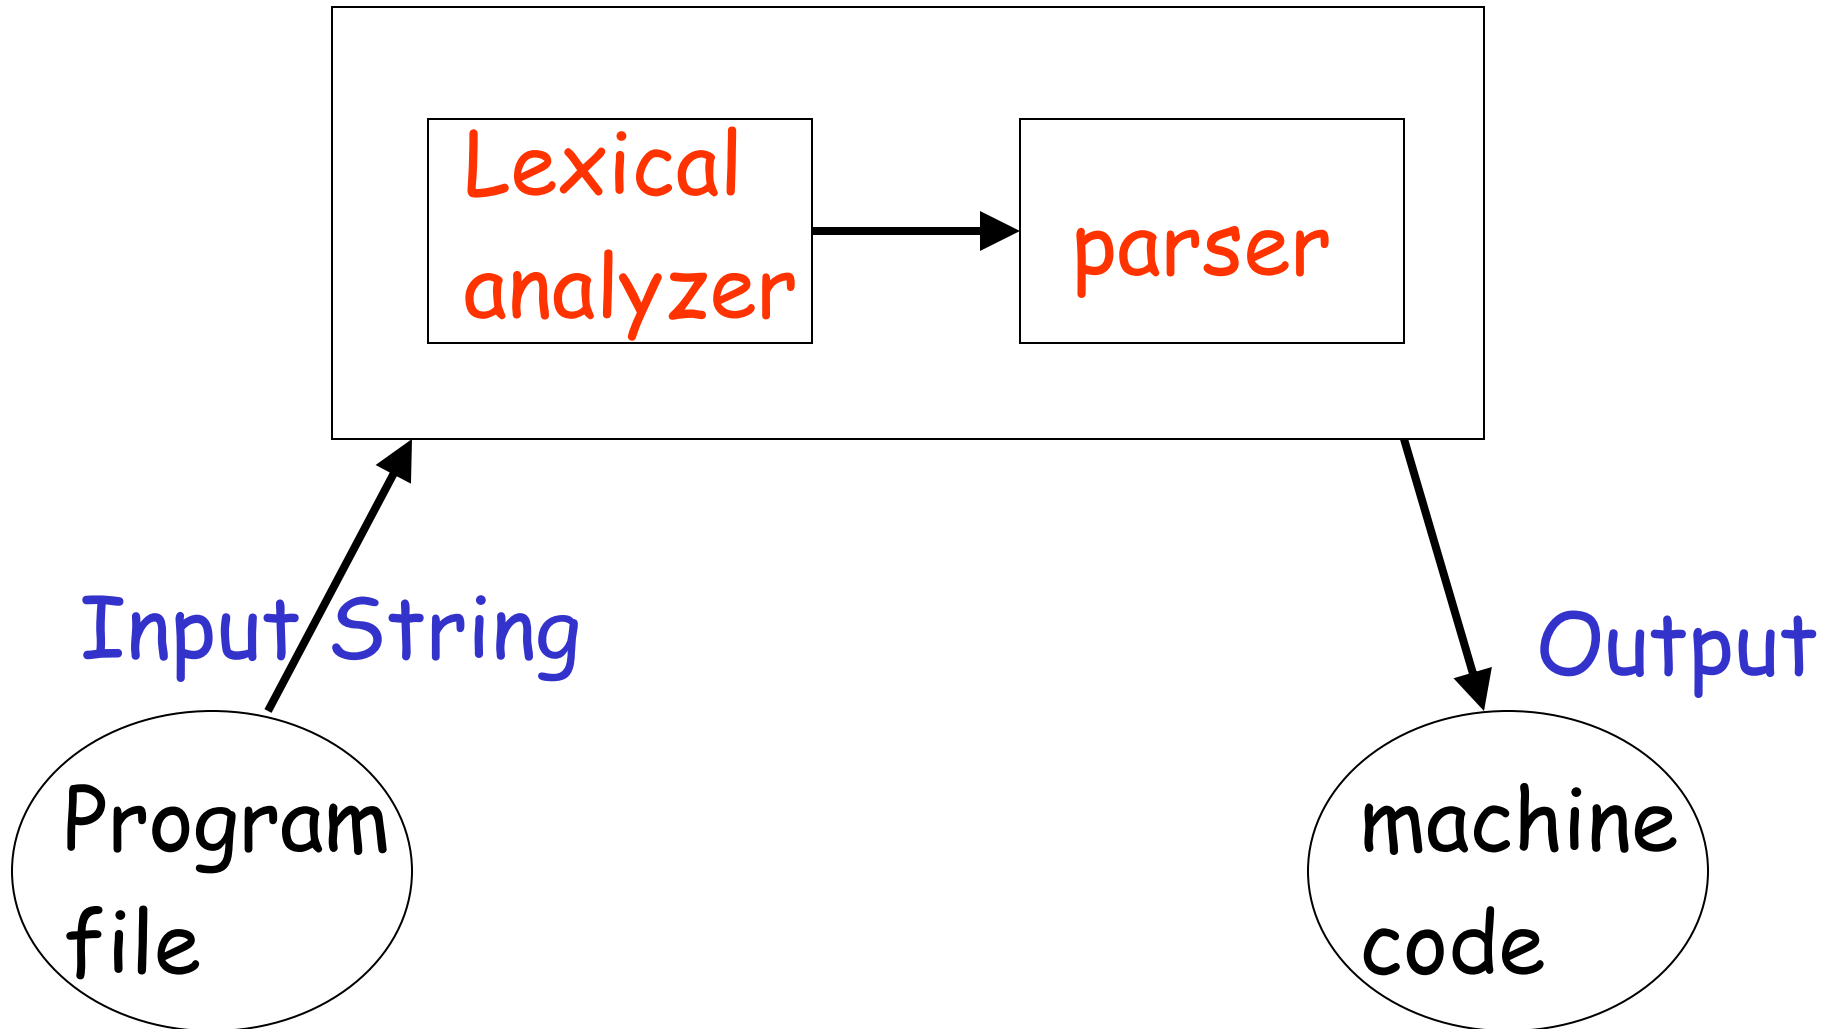 Lexical
analyzer
parser
Input String
Output
Program
file
machine
code